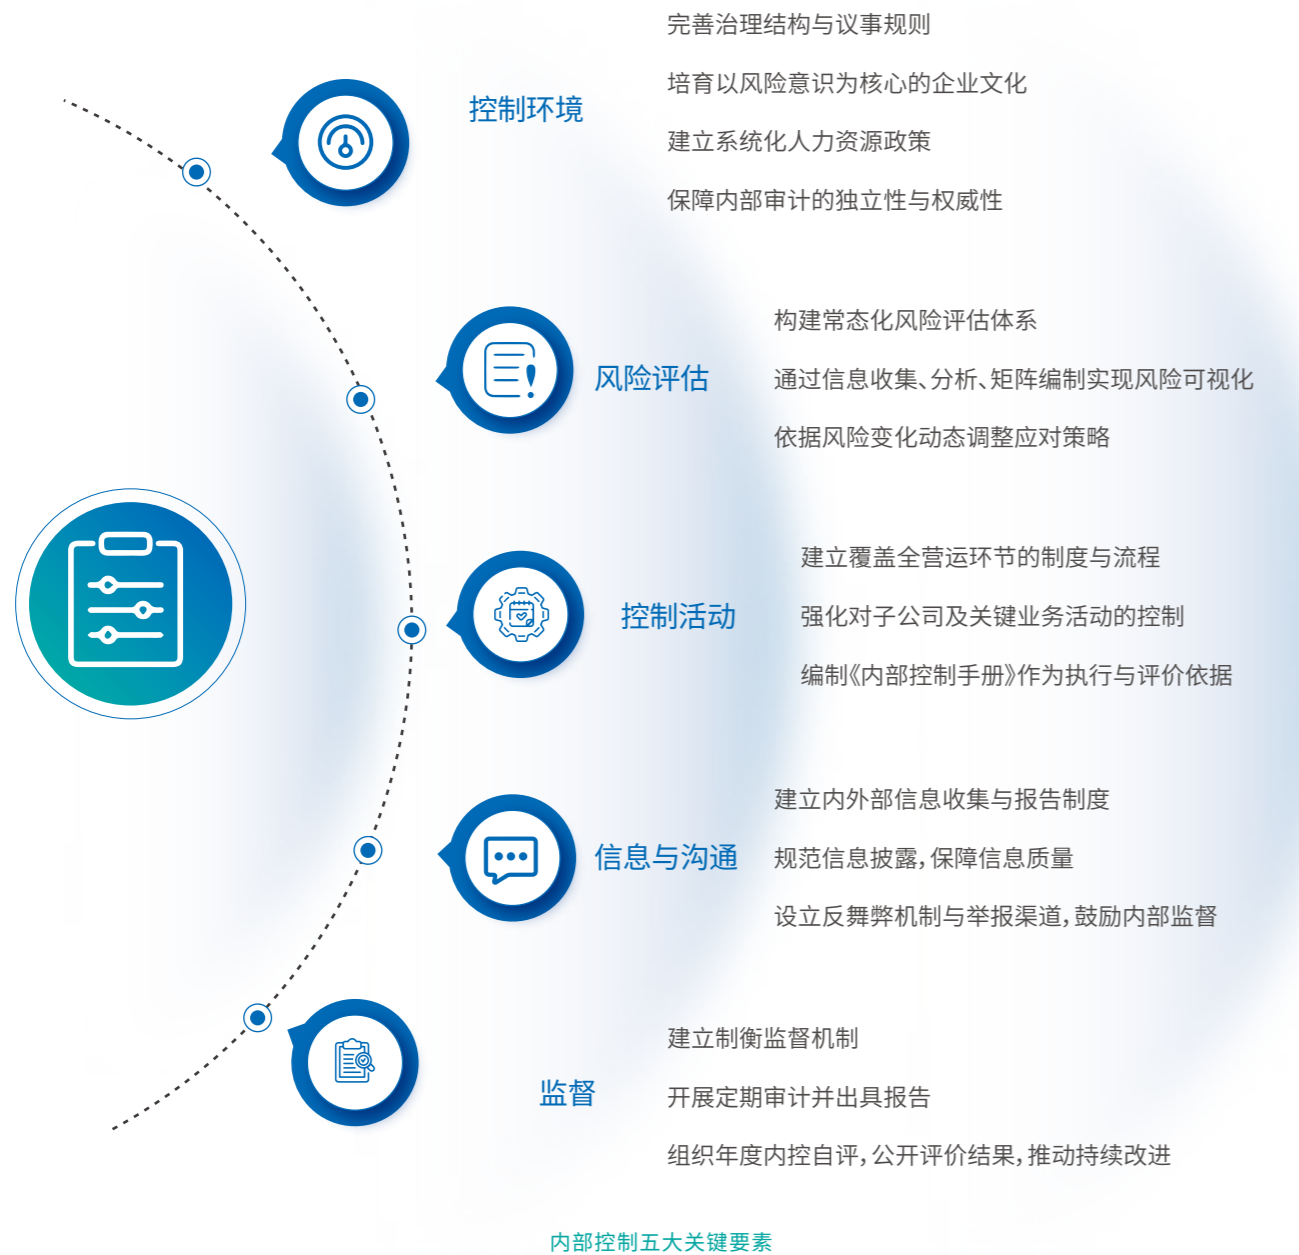 控制环境
完善治理结构与议事规则
培育以风险意识为核心的企业文化
建立系统化人力资源政策
保障内部审计的独立性与权威性
风险评估
构建常态化风险评估体系
通过信息收集、分析、矩阵编制实现风险可视化
依据风险变化动态调整应对策略
控制活动
建立覆盖全营运环节的制度与流程
强化对子公司及关键业务活动的控制
编制《内部控制手册》作为执行与评价依据
信息与沟通
建立内外部信息收集与报告制度
规范信息披露,保障信息质量
设立反舞弊机制与举报渠道,鼓励内部监督
监督
建立制衡监督机制
开展定期审计并出具报告
组织年度内控自评,公开评价结果,推动持续改进
内部控制五大关键要素